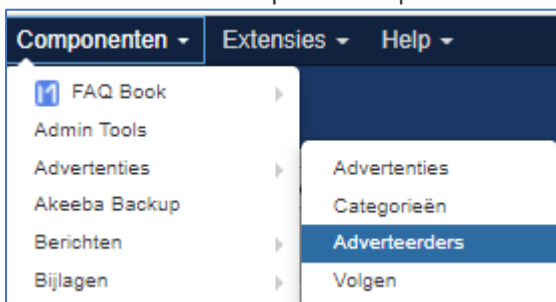 Componenten Extensies Help
FAQ Book
Admin Tools
Advertenties
Akeeba Backup
Berichten
Bijlagen
Advertenties
Categorieën
Adverteerders
Volgen